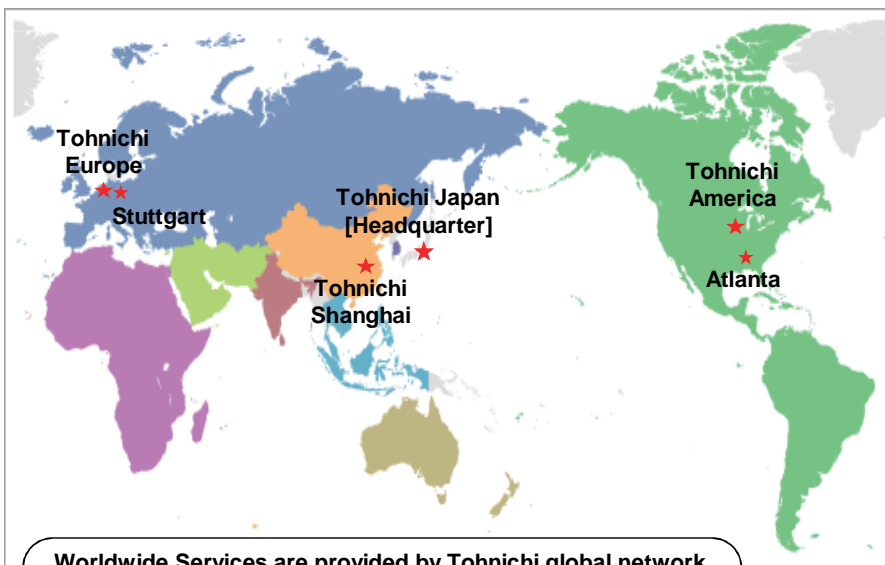 Tohnichi
Europe
Stuttgart
Tohnichi Japan
[Headquarter]
Tohnichi
Shanghai
Tohnichi
America
Atlanta
Worldwide Services are provided by Tohnichi global network